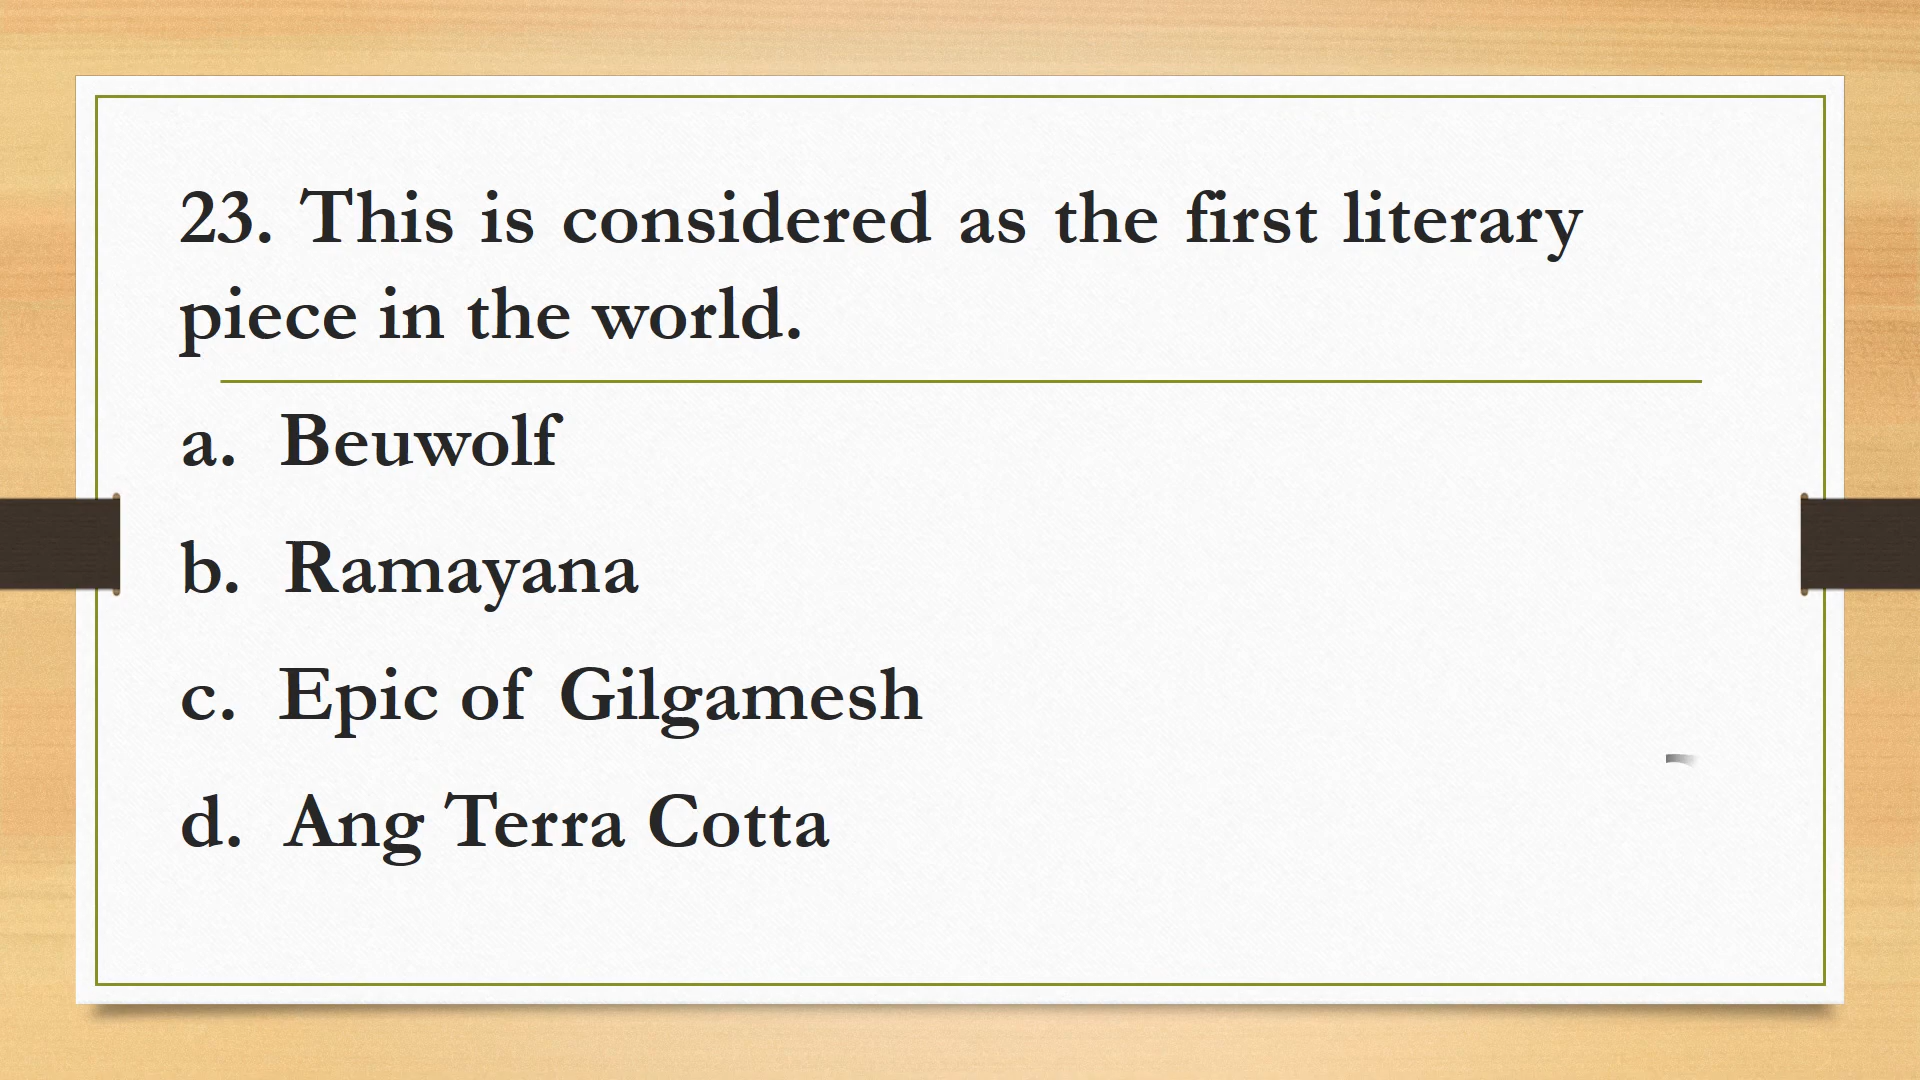 23. This is considered as the first literary
piece in the world.
a. Beuwolf
b. Ramayana
c. Epic of Gilgamesh
d. Ang Terra Cotta